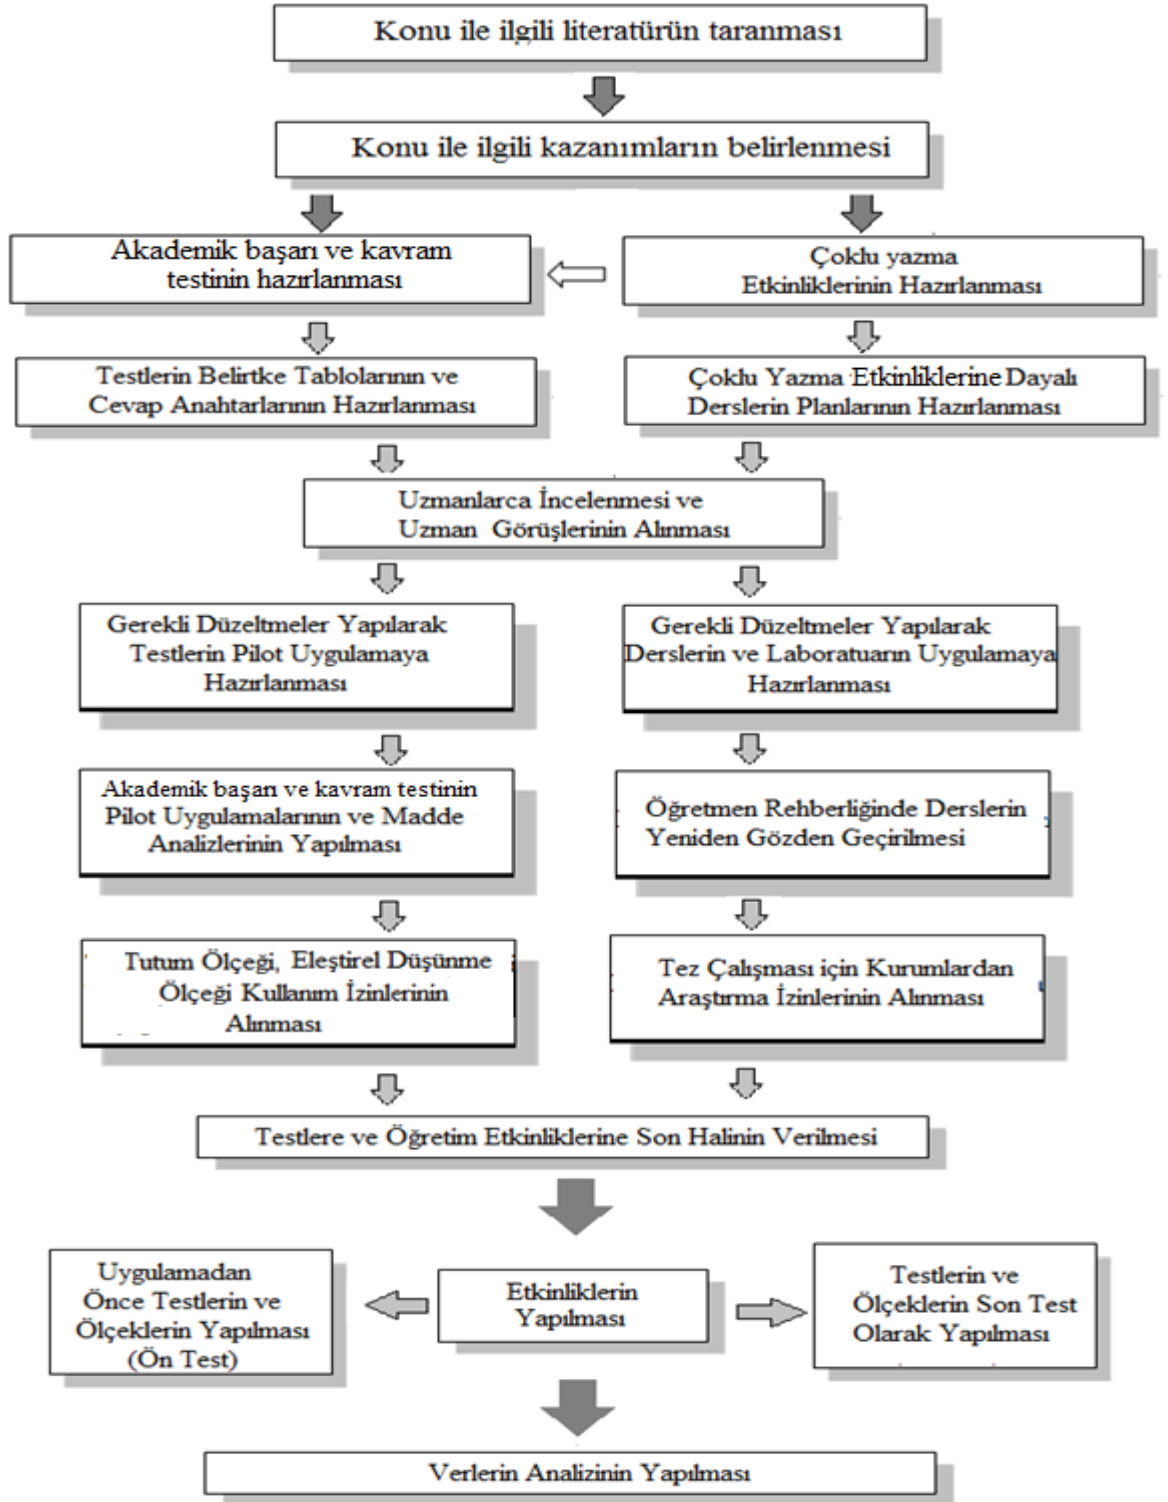 Konu ile ilgili literatürün taranması
Konu ile ilgili kazanımların belirlenmesi
Akademik başarı ve kavram
testinin hazırlanması
Çoklu yazma
Etkinliklerinin Hazırlanması
Testlerin Belirtke Tablolarının ve
Cevap Anahtarlarının Hazırlanması
Çoklu Yazma Etkinliklerine Dayalı
Derslerin Planlarının Hazırlanması
Uzmanlarca İncelenmesi ve
Uzman Görüşlerinin Alınması
Gerekli Düzeltmeler Yapılarak
Testlerin Pilot Uygulamaya
Hazırlanması
Gerekli Düzeltmeler Yapılarak
Derslerin ve Laboratuarın Uygulamaya
Hazırlanması
Akademik başarı ve kavram testinin
Pilot Uygulamalarının ve Madde
Analizlerinin Yapılması
Öğretmen Rehberliğinde Derslerin
Yeniden Gözden Geçirilmesi
Tutum Ölçeği, Eleştirel Düşünme
Ölçeği Kullanım İzinlerinin
Alınması
Tez Çalışması için Kurumlardan
Araştırma İzinlerinin Alınması
Testlere ve Öğretim Etkinliklerine Son Halinin Verilmesi
Uygulamadan
Önce Testlerin ve
Ölçeklerin Yapılması
(Ön Test)
Etkinliklerin
Yapılması
Testlerin ve
Ölçeklerin Son Test
Olarak Yapılması
Verlerin Analizinin Yapılması